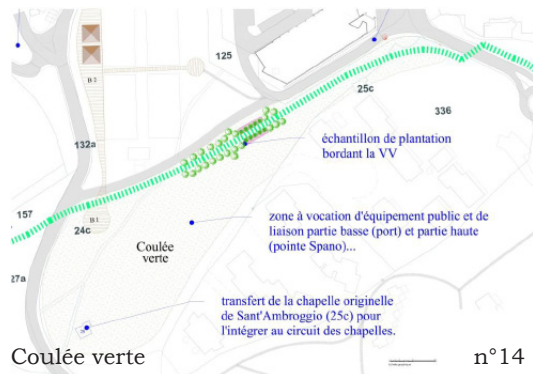 125
B 2
25c
336
132a
échantillon de plantation
bordant la VV
157
B 1
24c
zone à vocation d'équipement public et de
liaison partie basse (port) et partie haute
(pointe Spano)...
Coulée
verte
27a
transfert de la chapelle originelle
de Sant'Ambroggio (25c) pour
l'intégrer au circuit des chapelles.
Coulée verte
n°14